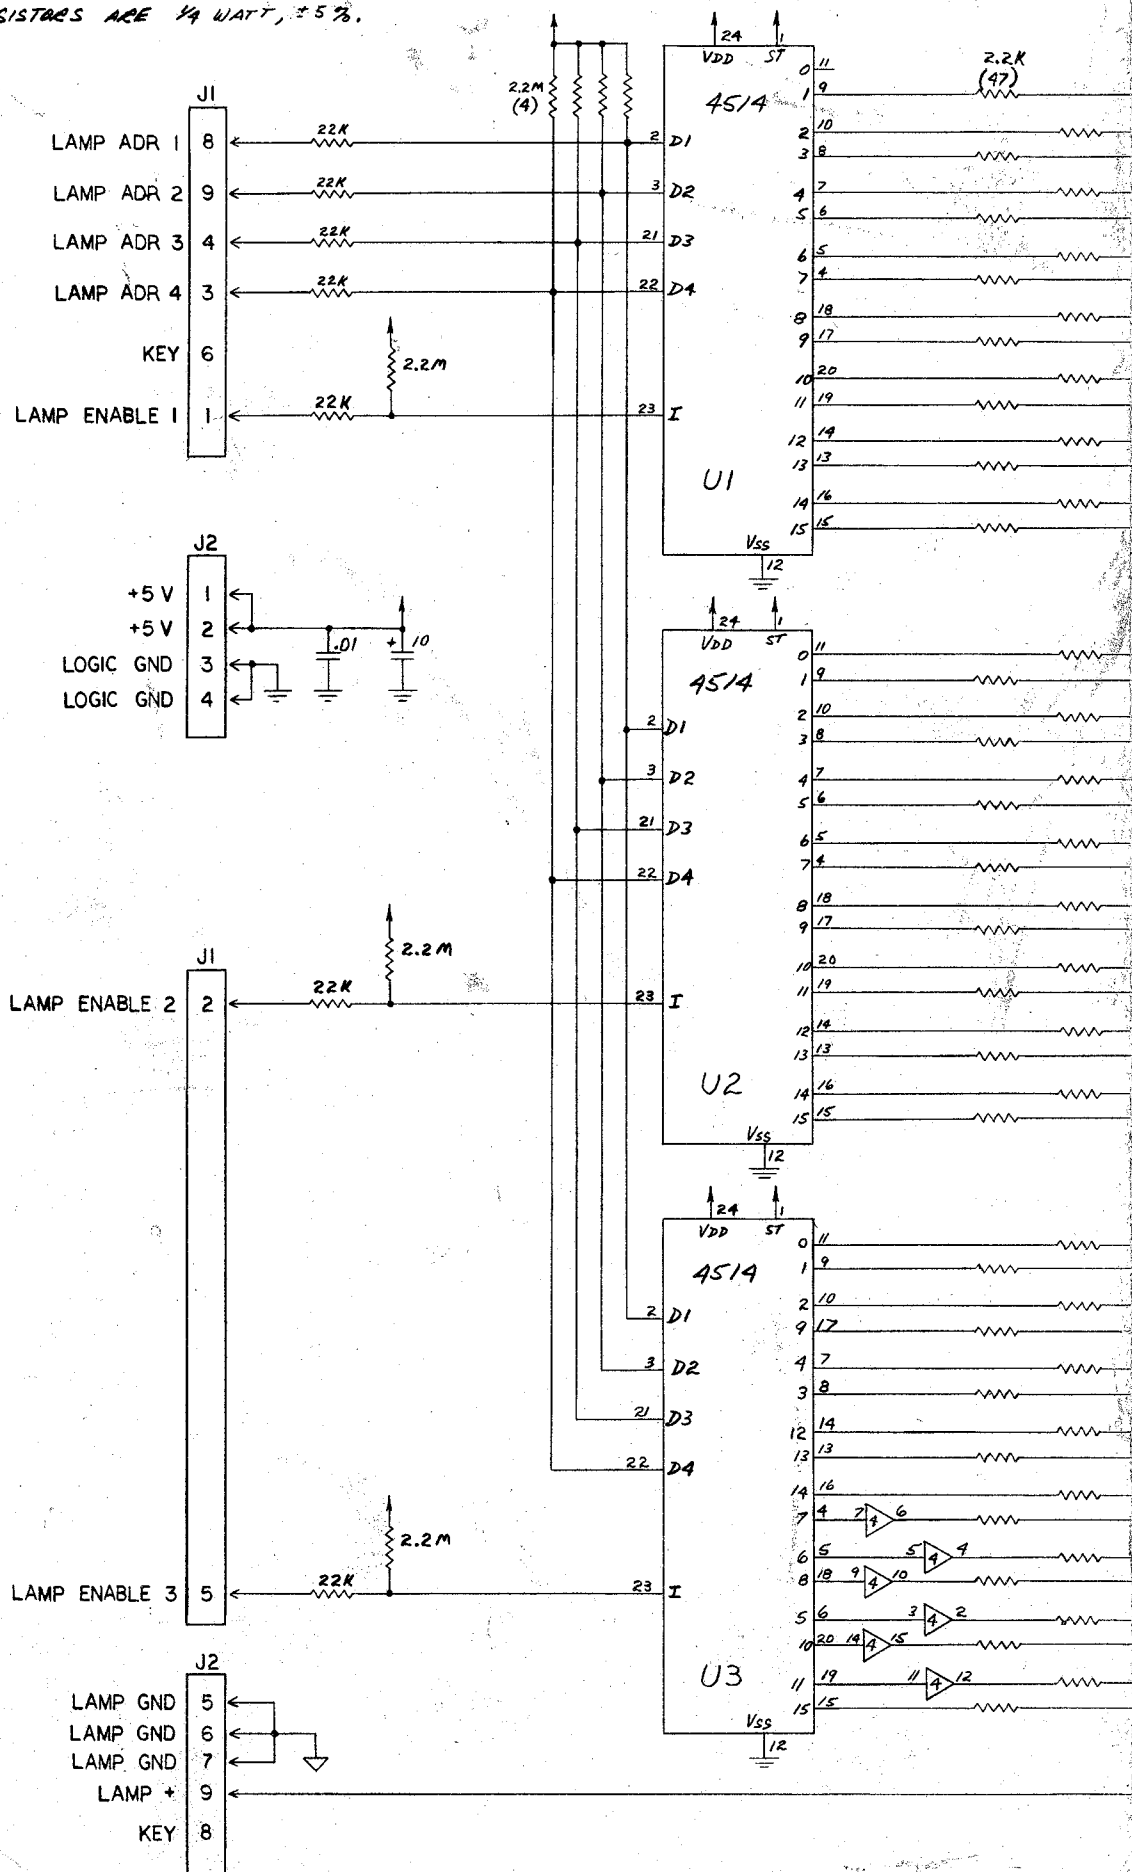 SISTORS ARE 1/4 WATT, ±5%.
J1
LAMP ADR 1 8 22K
LAMP ADR 2 9 22K
LAMP ADR 3 4 22K
LAMP ADR 4 3 22K
KEY 6
2.2M
LAMP ENABLE 1 1 22K
2.2M
(4)
24 1
VDD ST
4514
2 D1
3 D2
21 D3
22 D4
23 I
U1
Vss
12
0 11
2.2K
(47)
1 9
2 10
3 8
4 7
5 6
6 5
7 4
8 18
9 17
10 20
11 19
12 14
13 13
14 16
15 15
J2
+5 V 1
+5 V 2
.01 + 10
LOGIC GND 3
LOGIC GND 4
24 1
VDD ST
4514
2 D1
3 D2
21 D3
22 D4
23 I
U2
Vss
12
0 11
1 9
2 10
3 8
4 7
5 6
6 5
7 4
8 18
9 17
10 20
11 19
12 14
13 13
14 16
15 15
J1
2.2M
LAMP ENABLE 2 2 22K
24 1
VDD ST
4514
2 D1
3 D2
21 D3
22 D4
23 I
U3
Vss
12
0 11
1 9
2 10
9 17
4 7
3 8
12 14
13 13
14 16
7 4 7 4 6
6 5 5 4 4
8 18 9 4 10
5 6 3 4 2
10 20 14 4 15
11 19 11 4 12
15 15
2.2M
LAMP ENABLE 3 5 22K
J2
LAMP GND 5
LAMP GND 6
LAMP GND 7
LAMP + 9
KEY 8